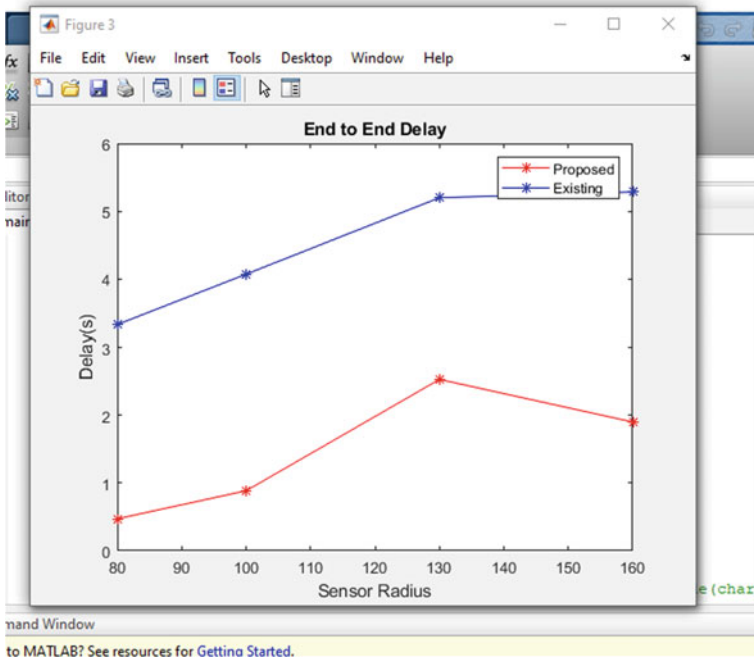 Figure 3
fx
File Edit View Insert Tools Desktop Window Help
End to End Delay
6
Proposed
Existing
5
4
3
2
1
0
Delay(s)
80 90 100 110 120 130 140 150 160
Sensor Radius
e(char
mand Window
to MATLAB? See resources for Getting Started.